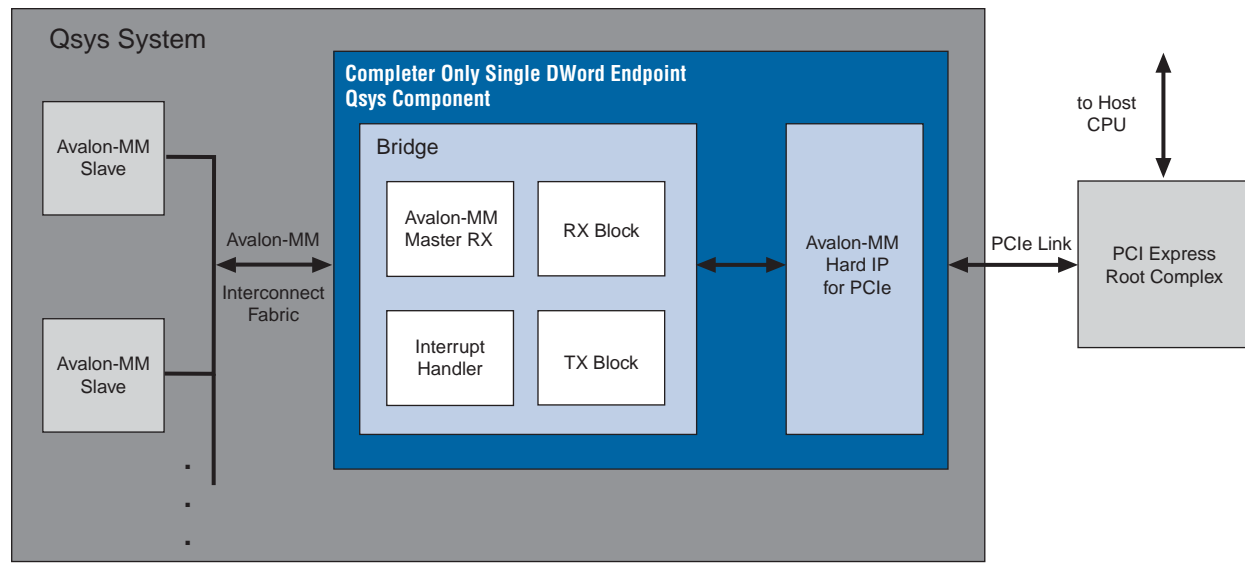 Qsys System
Completer Only Single DWord Endpoint
Qsys Component
Avalon-MM
Slave
Avalon-MM
Slave
.
.
.
Avalon-MM
Interconnect
Fabric
Bridge
Avalon-MM
Master RX
RX Block
Interrupt
Handler
TX Block
Avalon-MM
Hard IP
for PCIe
PCIe Link
to Host
CPU
PCI Express
Root Complex